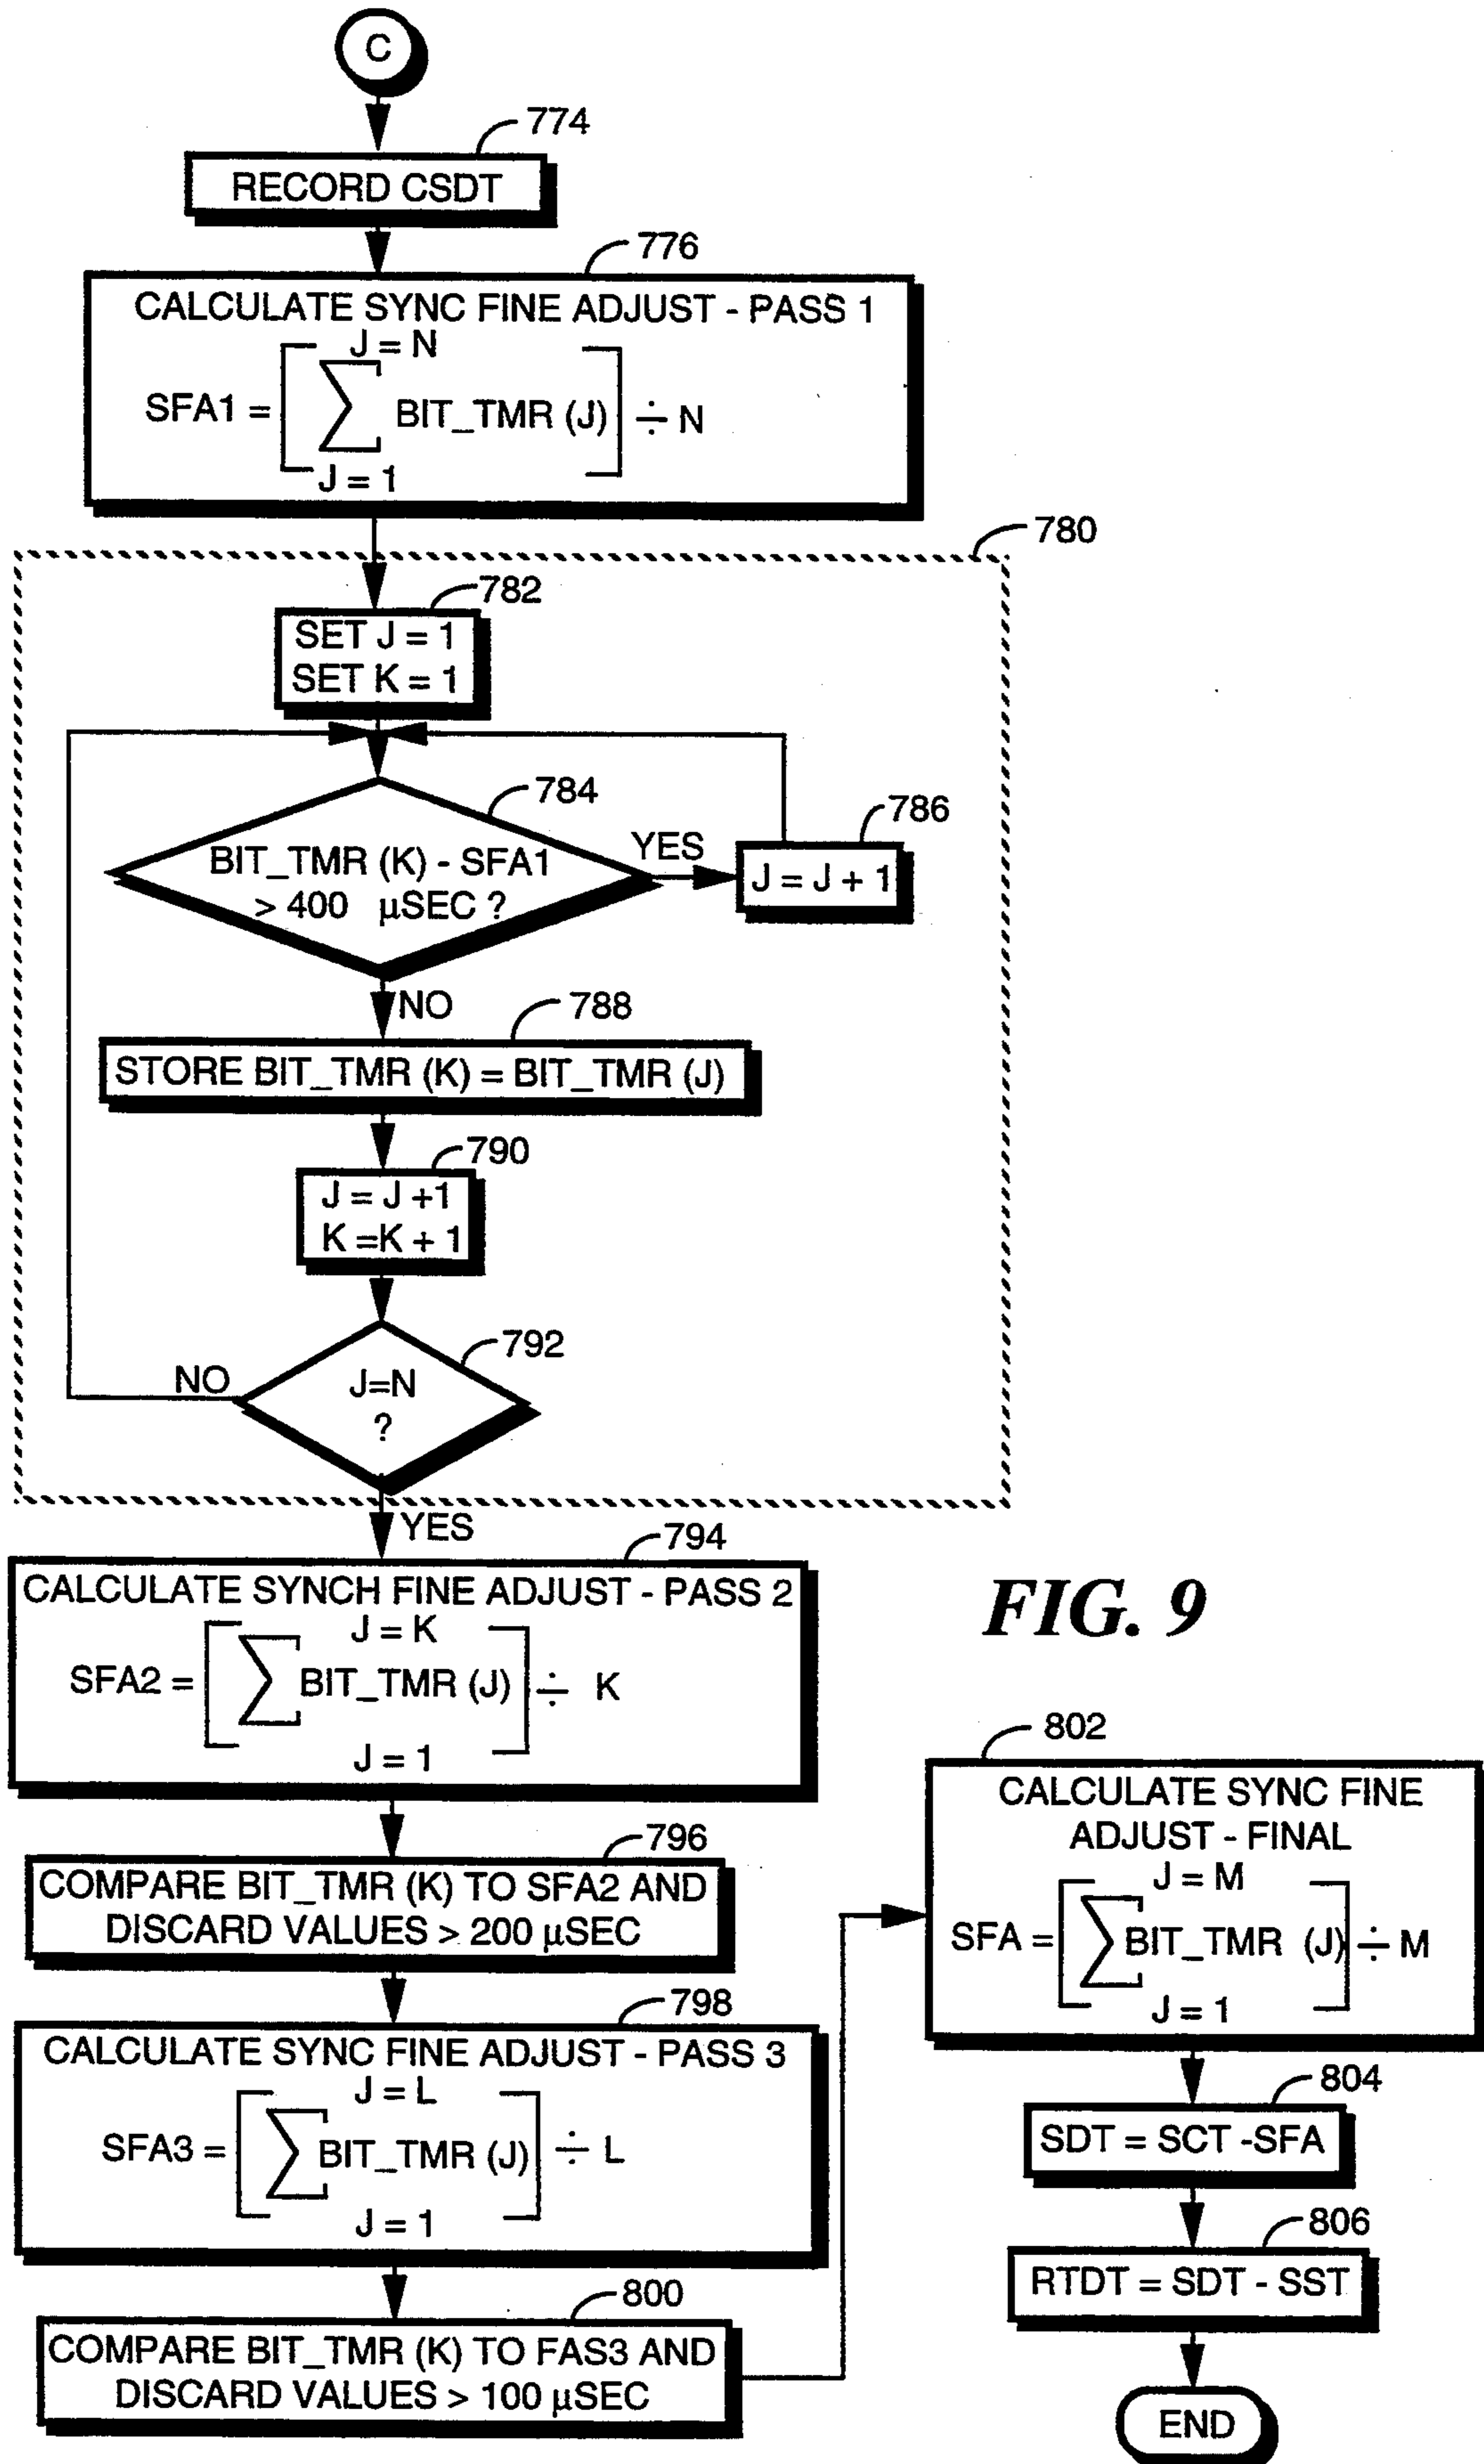 C
774
RECORD CSDT
776
CALCULATE SYNC FINE ADJUST - PASS 1
J = N
SFA1 = [ ∑ BIT_TMR (J) ] ÷ N
J = 1
780
782
SET J = 1
SET K = 1
784
BIT_TMR (K) - SFA1
> 400 µSEC ?
YES
786
J = J + 1
NO
788
STORE BIT_TMR (K) = BIT_TMR (J)
790
J = J +1
K =K + 1
792
J=N
?
NO
YES
794
CALCULATE SYNCH FINE ADJUST - PASS 2
J = K
SFA2 = [ ∑ BIT_TMR (J) ] ÷ K
J = 1
796
COMPARE BIT_TMR (K) TO SFA2 AND
DISCARD VALUES > 200 µSEC
798
CALCULATE SYNC FINE ADJUST - PASS 3
J = L
SFA3 = [ ∑ BIT_TMR (J) ] ÷ L
J = 1
800
COMPARE BIT_TMR (K) TO FAS3 AND
DISCARD VALUES > 100 µSEC
FIG. 9
802
CALCULATE SYNC FINE
ADJUST - FINAL
J = M
SFA = [ ∑ BIT_TMR (J) ] ÷ M
J = 1
804
SDT = SCT -SFA
806
RTDT = SDT - SST
END